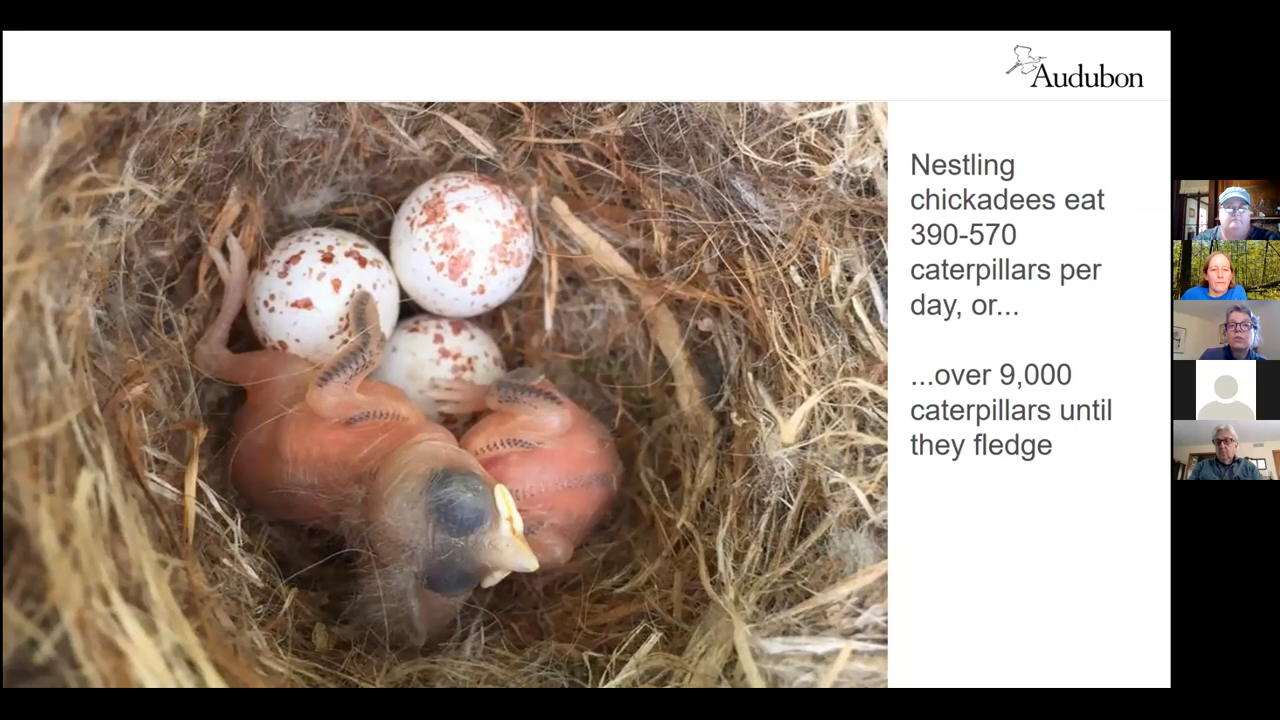 Audubon
Nestling
chickadees eat
390-570
caterpillars per
day, or...
...over 9,000
caterpillars until
they fledge